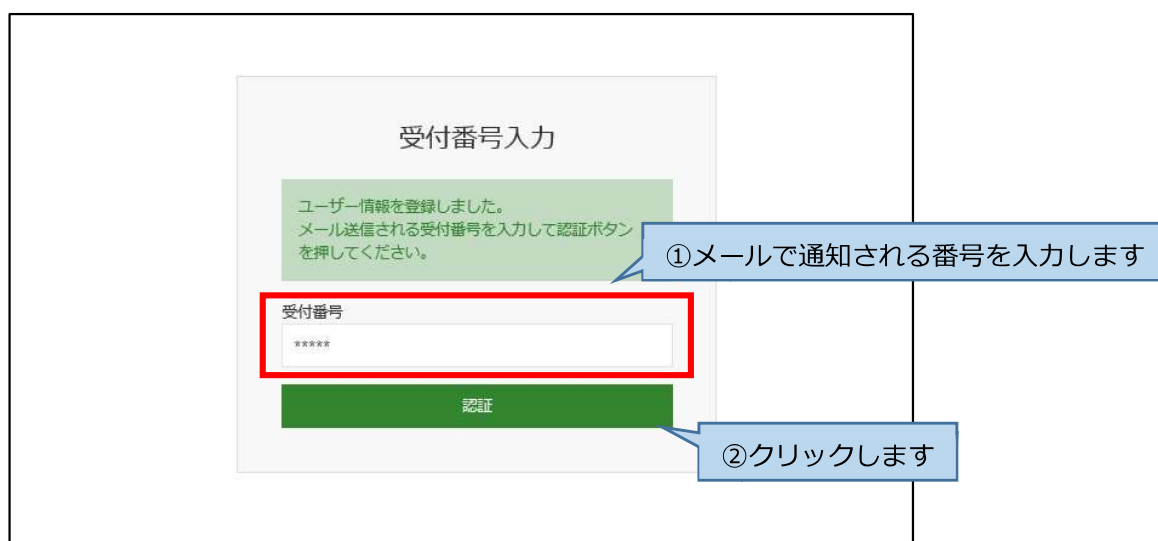 受付番号入力
ユーザー情報を登録しました。
メール送信される受付番号を入力して認証ボタン
を押してください。
①メールで通知される番号を入力します
受付番号
*****
認証
②クリックします